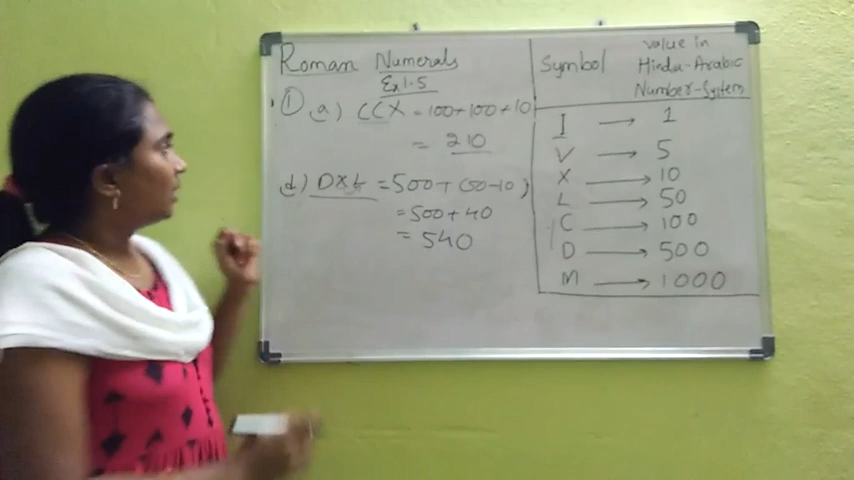 Roman Numerals
Ex 1.5
① a) CCX = 100+100+10
= 210
d) DXL = 500+(50-10)
= 500+40
= 540
Symbol
value in
Hindu-Arabic
Number-System
I → 1
V → 5
X → 10
L → 50
C → 100
D → 500
M → 1000